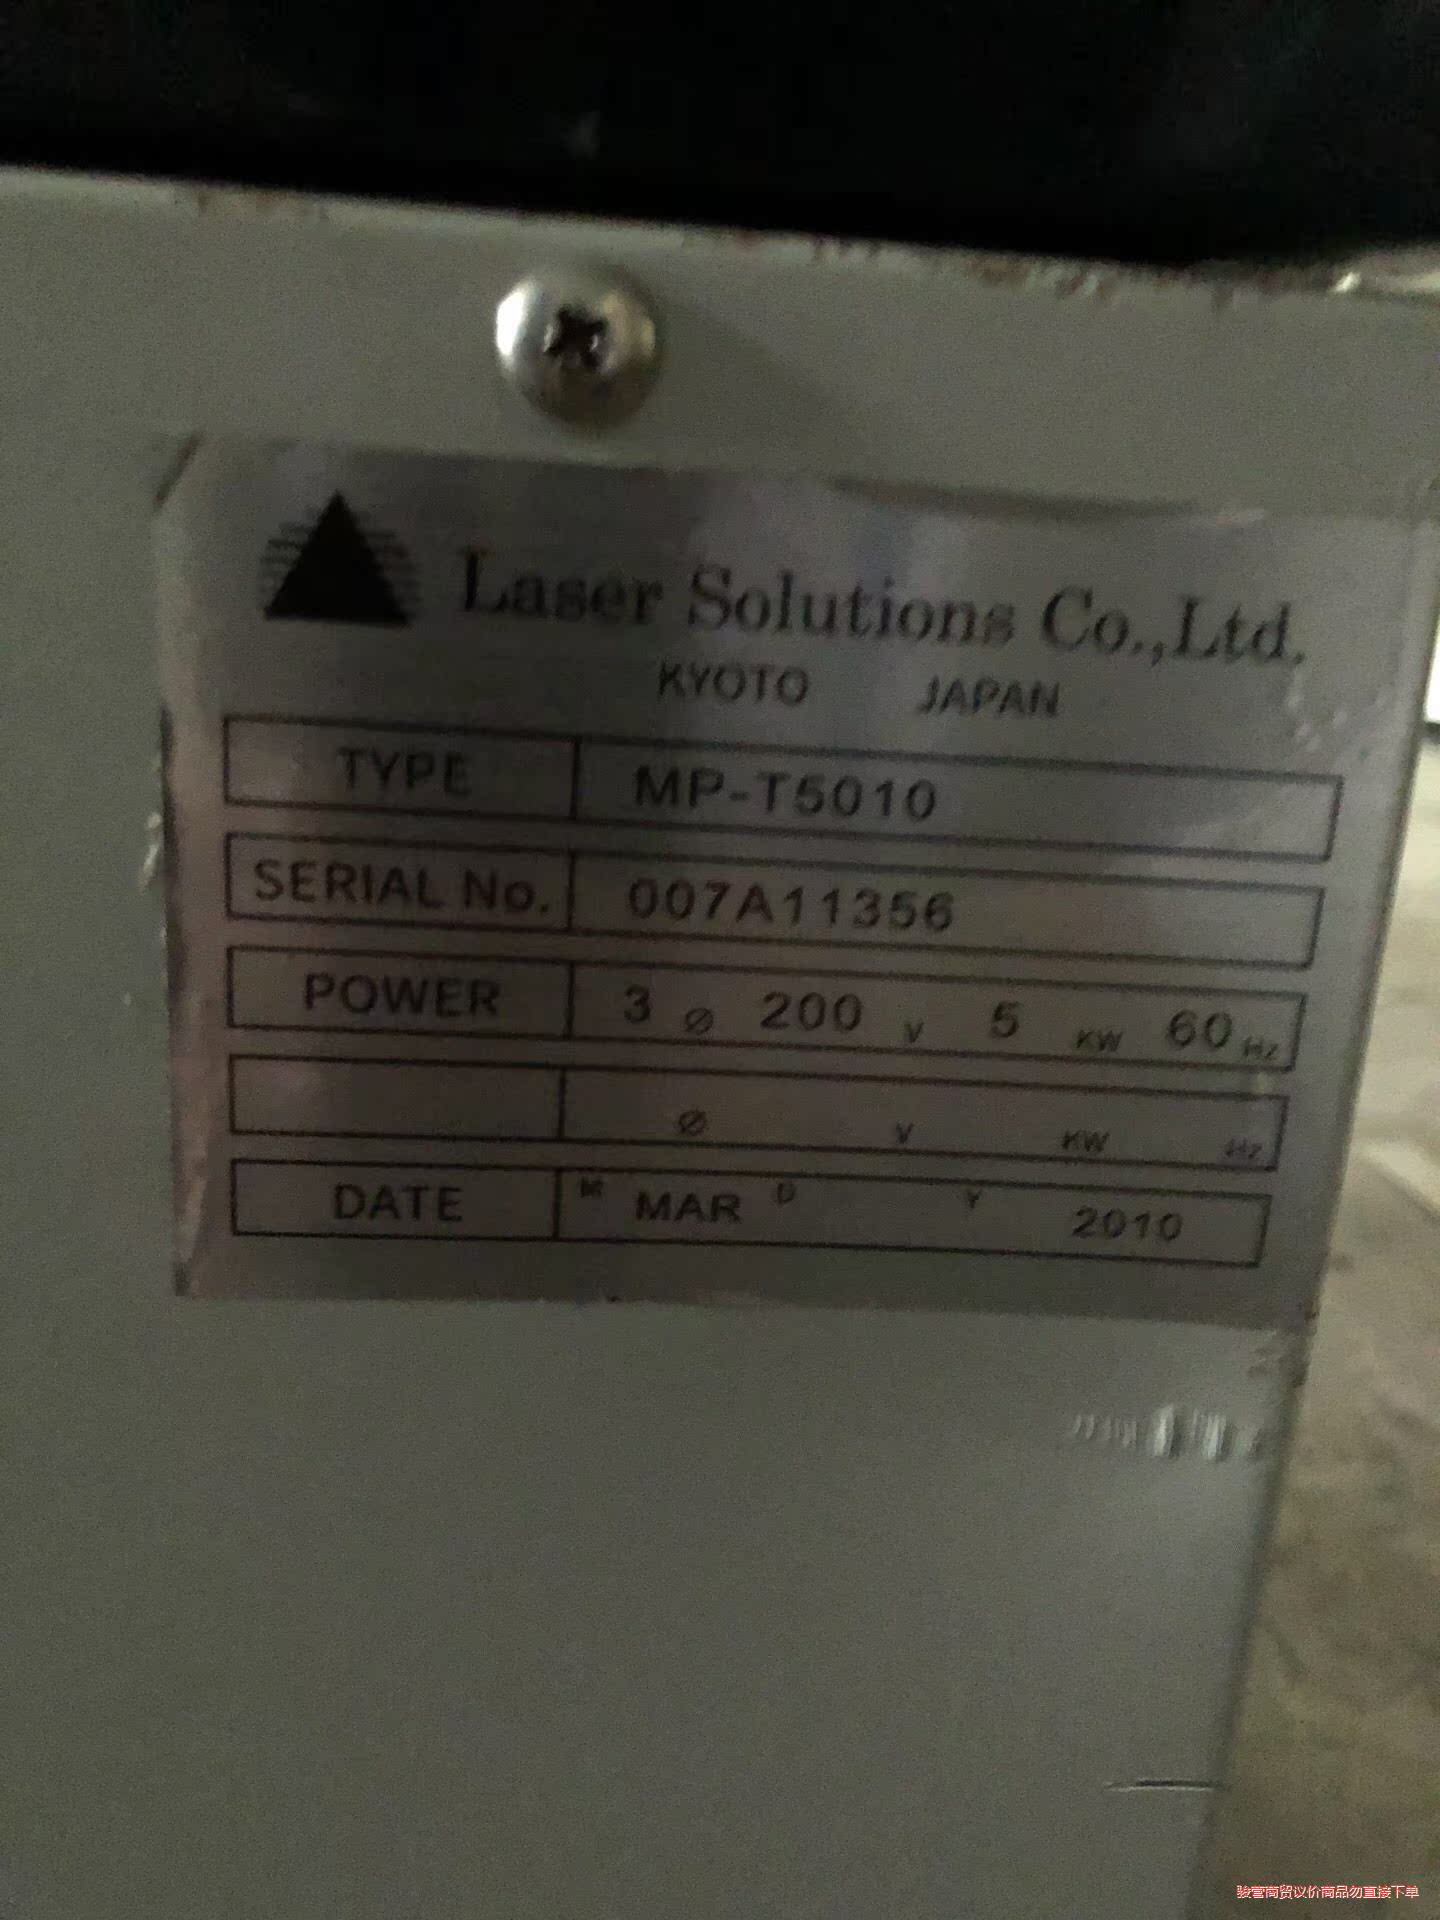 Laser Solutions Co.,Ltd.
KYOTO JAPAN
TYPE MP-T5010
SERIAL No. 007A11356
POWER 3 Ø 200 V 5 KW 60 Hz
Ø V KW Hz
DATE M MAR D Y 2010
骏营商贸议价商品勿直接下单